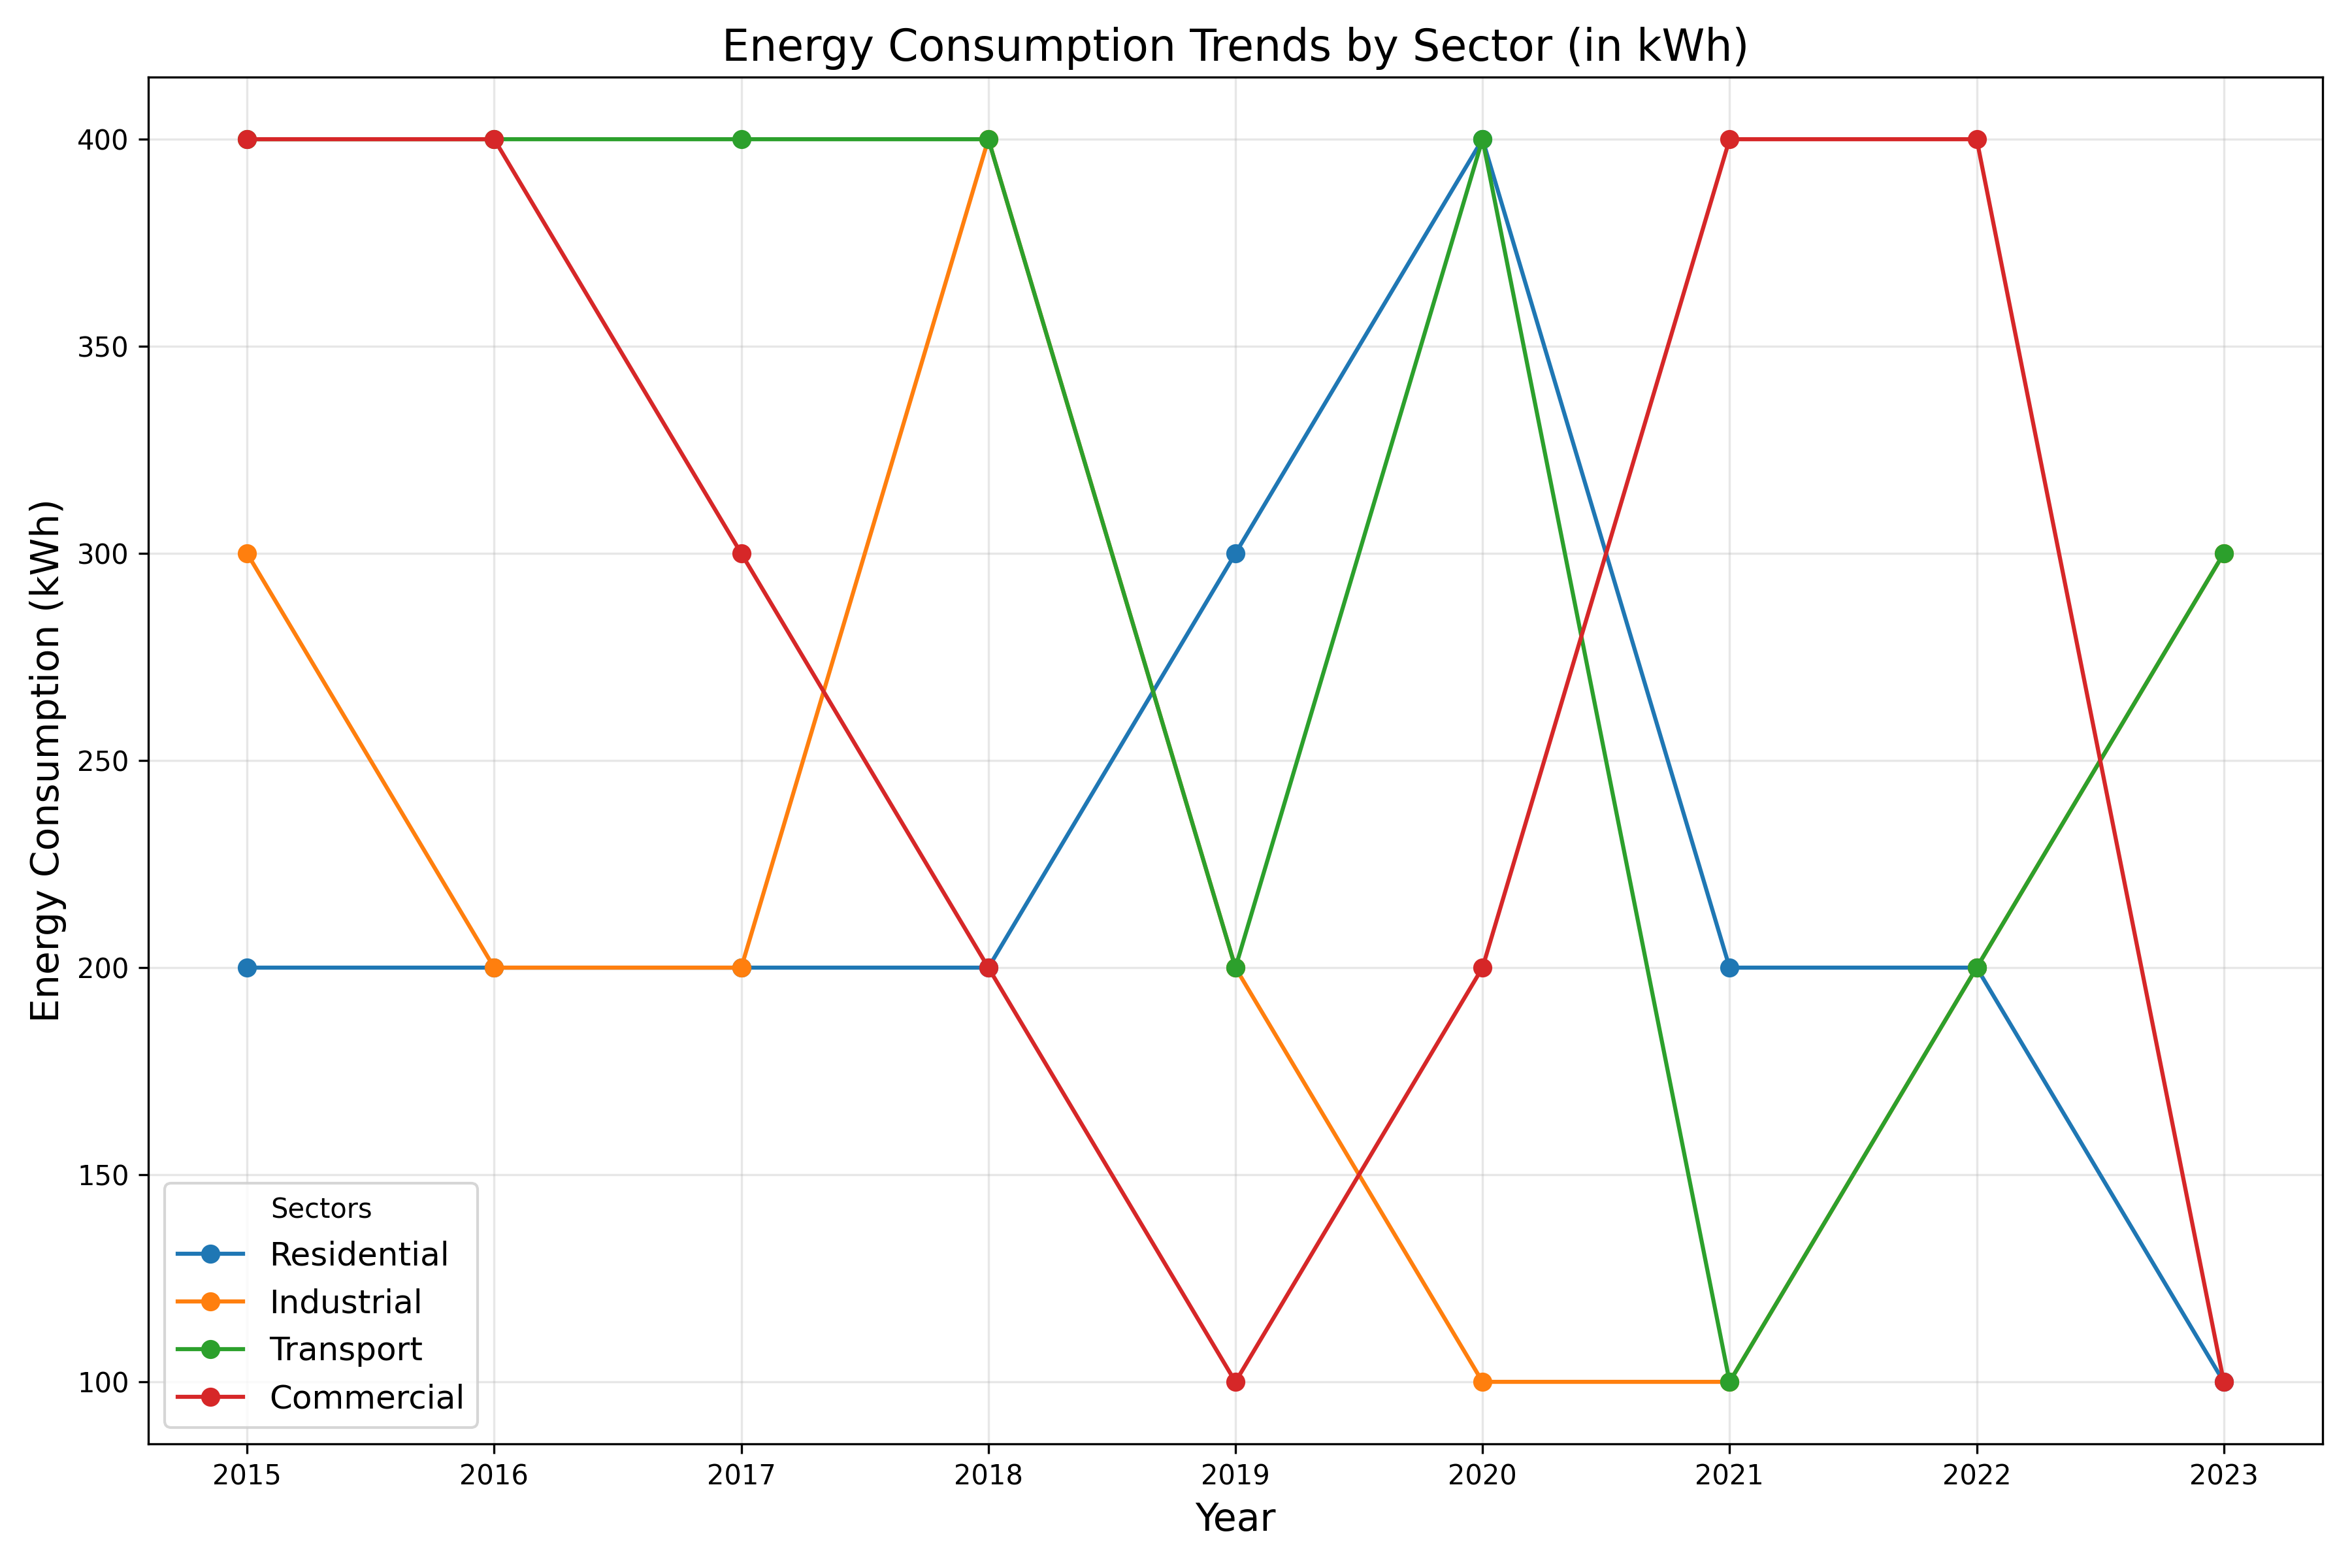 Energy Consumption Trends by Sector (in kWh)
Energy Consumption (kWh)
400
350
300
250
200
150
100
Sectors
Residential
Industrial
Transport
Commercial
2015 2016 2017 2018 2019 2020 2021 2022 2023
Year